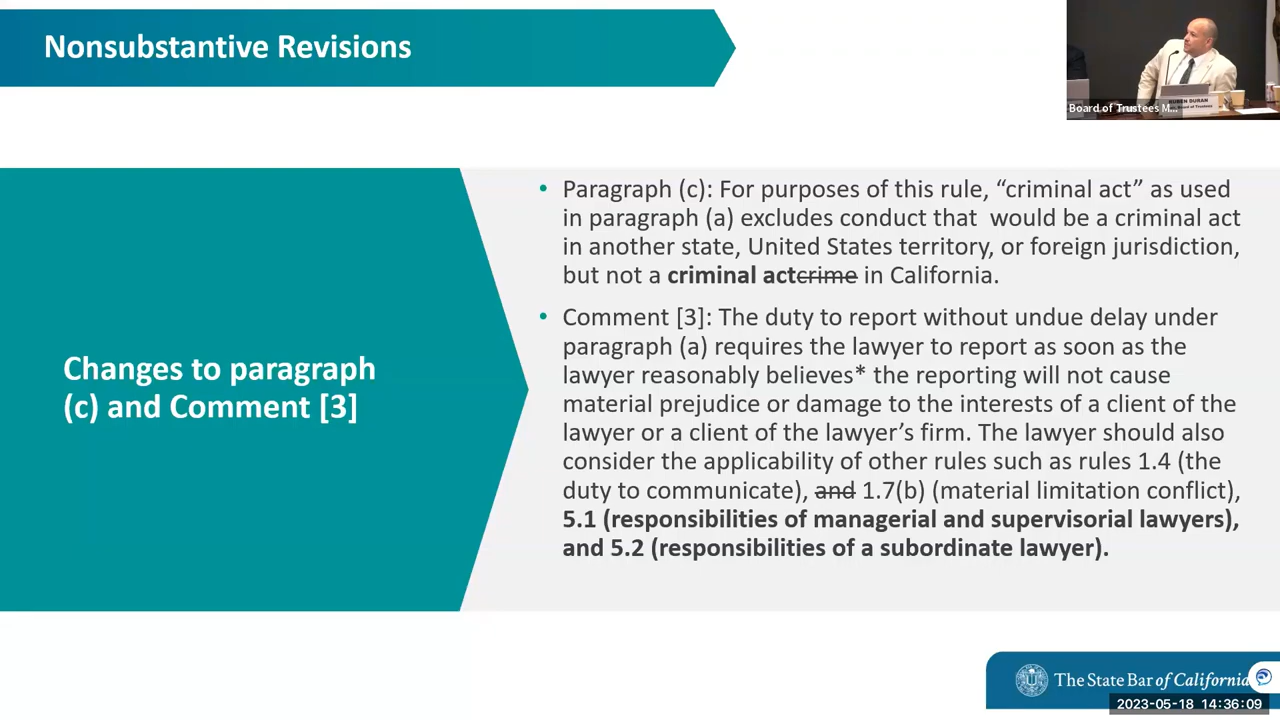 Nonsubstantive Revisions
RUBEN DURAN
Board of Trustees
Board of Trustees M...
Changes to paragraph
(c) and Comment [3]
• Paragraph (c): For purposes of this rule, “criminal act” as used
in paragraph (a) excludes conduct that would be a criminal act
in another state, United States territory, or foreign jurisdiction,
but not a criminal actcrime in California.
• Comment [3]: The duty to report without undue delay under
paragraph (a) requires the lawyer to report as soon as the
lawyer reasonably believes* the reporting will not cause
material prejudice or damage to the interests of a client of the
lawyer or a client of the lawyer’s firm. The lawyer should also
consider the applicability of other rules such as rules 1.4 (the
duty to communicate), and 1.7(b) (material limitation conflict),
5.1 (responsibilities of managerial and supervisorial lawyers),
and 5.2 (responsibilities of a subordinate lawyer).
The State Bar of California
2023-05-18 14:36:09